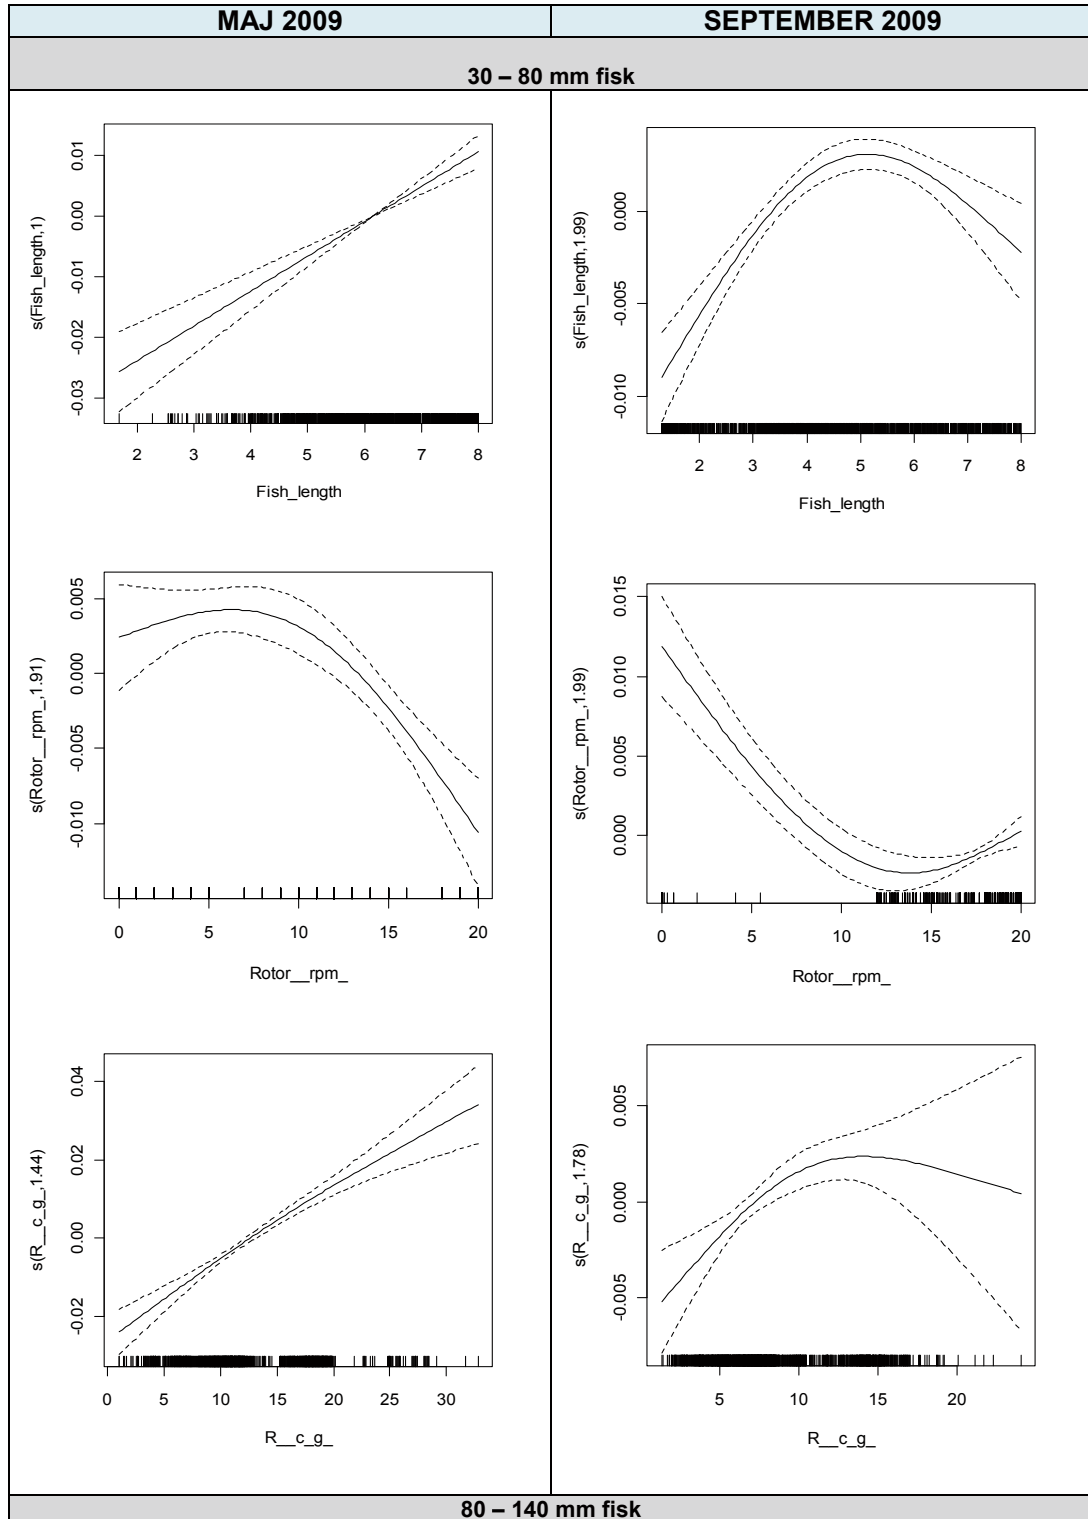 MAJ 2009
SEPTEMBER 2009
30 – 80 mm fisk
s(Fish_length,1)
0.01
0.00
-0.01
-0.02
-0.03
2 3 4 5 6 7 8
Fish_length
s(Fish_length,1.99)
0.000
-0.005
-0.010
2 3 4 5 6 7 8
Fish_length
s(Rotor__rpm_,1.91)
0.005
0.000
-0.005
-0.010
0 5 10 15 20
Rotor__rpm_
s(Rotor__rpm_,1.99)
0.015
0.010
0.005
0.000
0 5 10 15 20
Rotor__rpm_
s(R__c_g_,1.44)
0.04
0.02
0.00
-0.02
0 5 10 15 20 25 30
R__c_g_
s(R__c_g_,1.78)
0.005
0.000
-0.005
5 10 15 20
R__c_g_
80 – 140 mm fisk